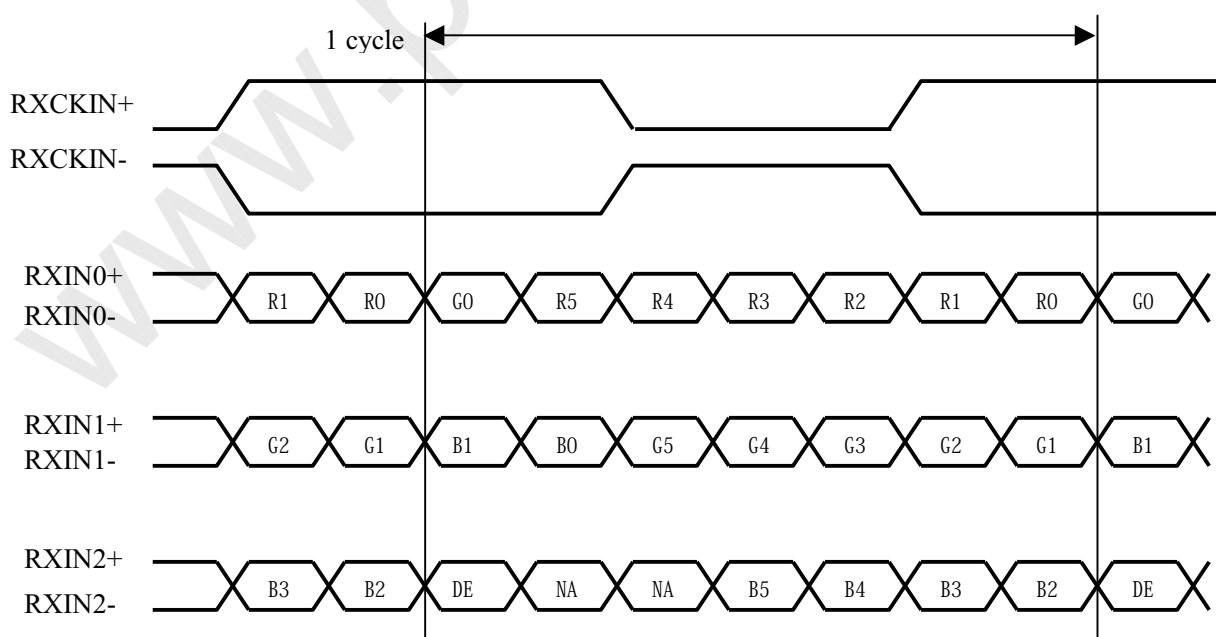 1 cycle
RXCKIN+
RXCKIN-
RXIN0+
R1 R0 G0 R5 R4 R3 R2 R1 R0 G0
RXIN0-
RXIN1+
G2 G1 B1 B0 G5 G4 G3 G2 G1 B1
RXIN1-
RXIN2+
B3 B2 DE NA NA B5 B4 B3 B2 DE
RXIN2-
www.p